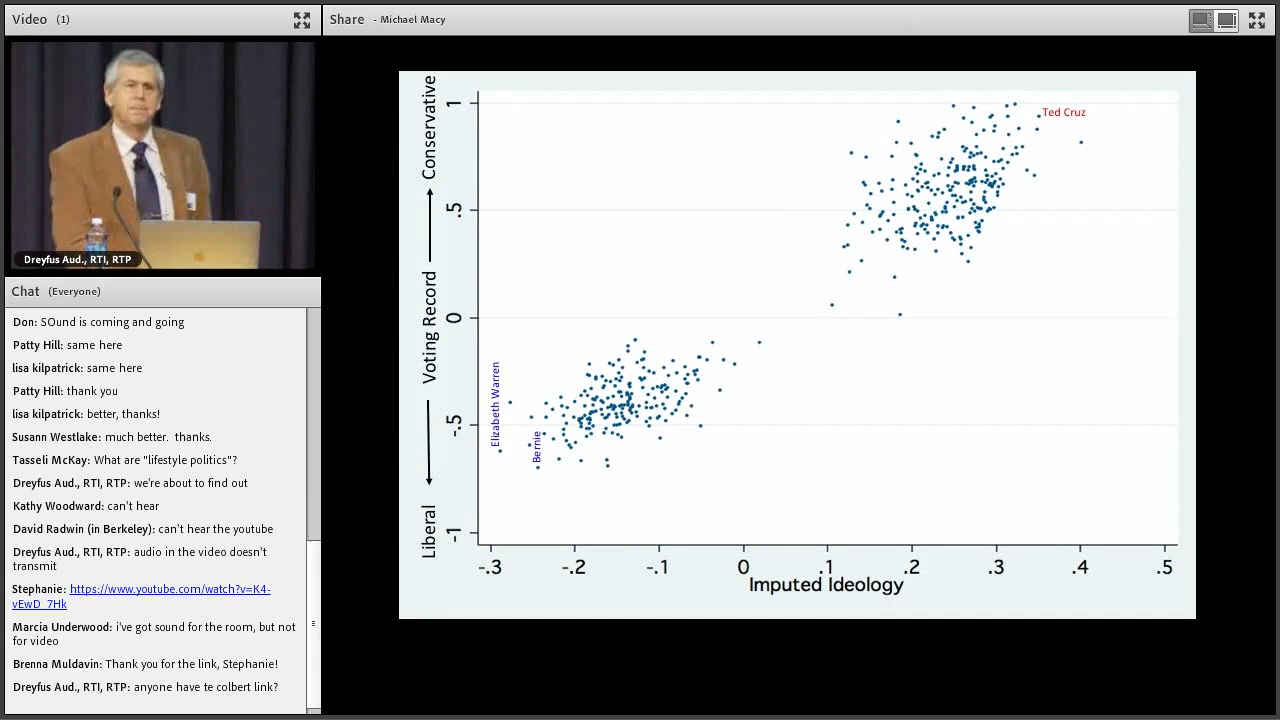 Video (1)
Share - Michael Macy
Dreyfus Aud., RTI, RTP
Chat (Everyone)
Don: SOund is coming and going
Patty Hill: same here
lisa kilpatrick: same here
Patty Hill: thank you
lisa kilpatrick: better, thanks!
Susann Westlake: much better. thanks.
Tasseli McKay: What are "lifestyle politics"?
Dreyfus Aud., RTI, RTP: we're about to find out
Kathy Woodward: can't hear
David Radwin (in Berkeley): can't hear the youtube
Dreyfus Aud., RTI, RTP: audio in the video doesn't
transmit
Stephanie: https://www.youtube.com/watch?v=K4-
vEwD_7Hk
Marcia Underwood: i've got sound for the room, but not
for video
Brenna Muldavin: Thank you for the link, Stephanie!
Dreyfus Aud., RTI, RTP: anyone have te colbert link?
Liberal
Voting Record
Conservative
1
.5
0
-.5
-1
Ted Cruz
Elizabeth Warren
Bernie
-.3 -.2 -.1 0 .1 .2 .3 .4 .5
Imputed Ideology